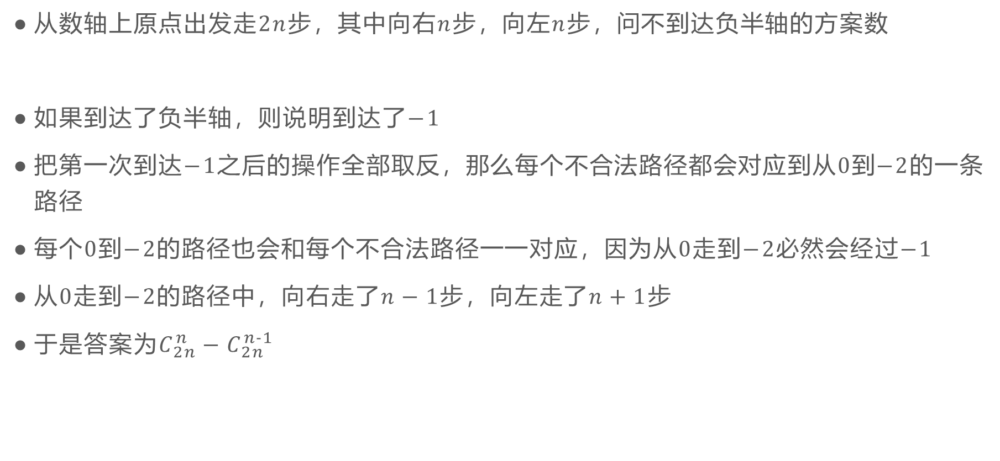 ● 从数轴上原点出发走2n步，其中向右n步，向左n步，问不到达负半轴的方案数
● 如果到达了负半轴，则说明到达了−1
● 把第一次到达−1之后的操作全部取反，那么每个不合法路径都会对应到从0到−2的一条
路径
● 每个0到−2的路径也会和每个不合法路径一一对应，因为从0走到−2必然会经过−1
● 从0走到−2的路径中，向右走了n − 1步，向左走了n + 1步
● 于是答案为$C_{2n}^{n} - C_{2n}^{n-1}$